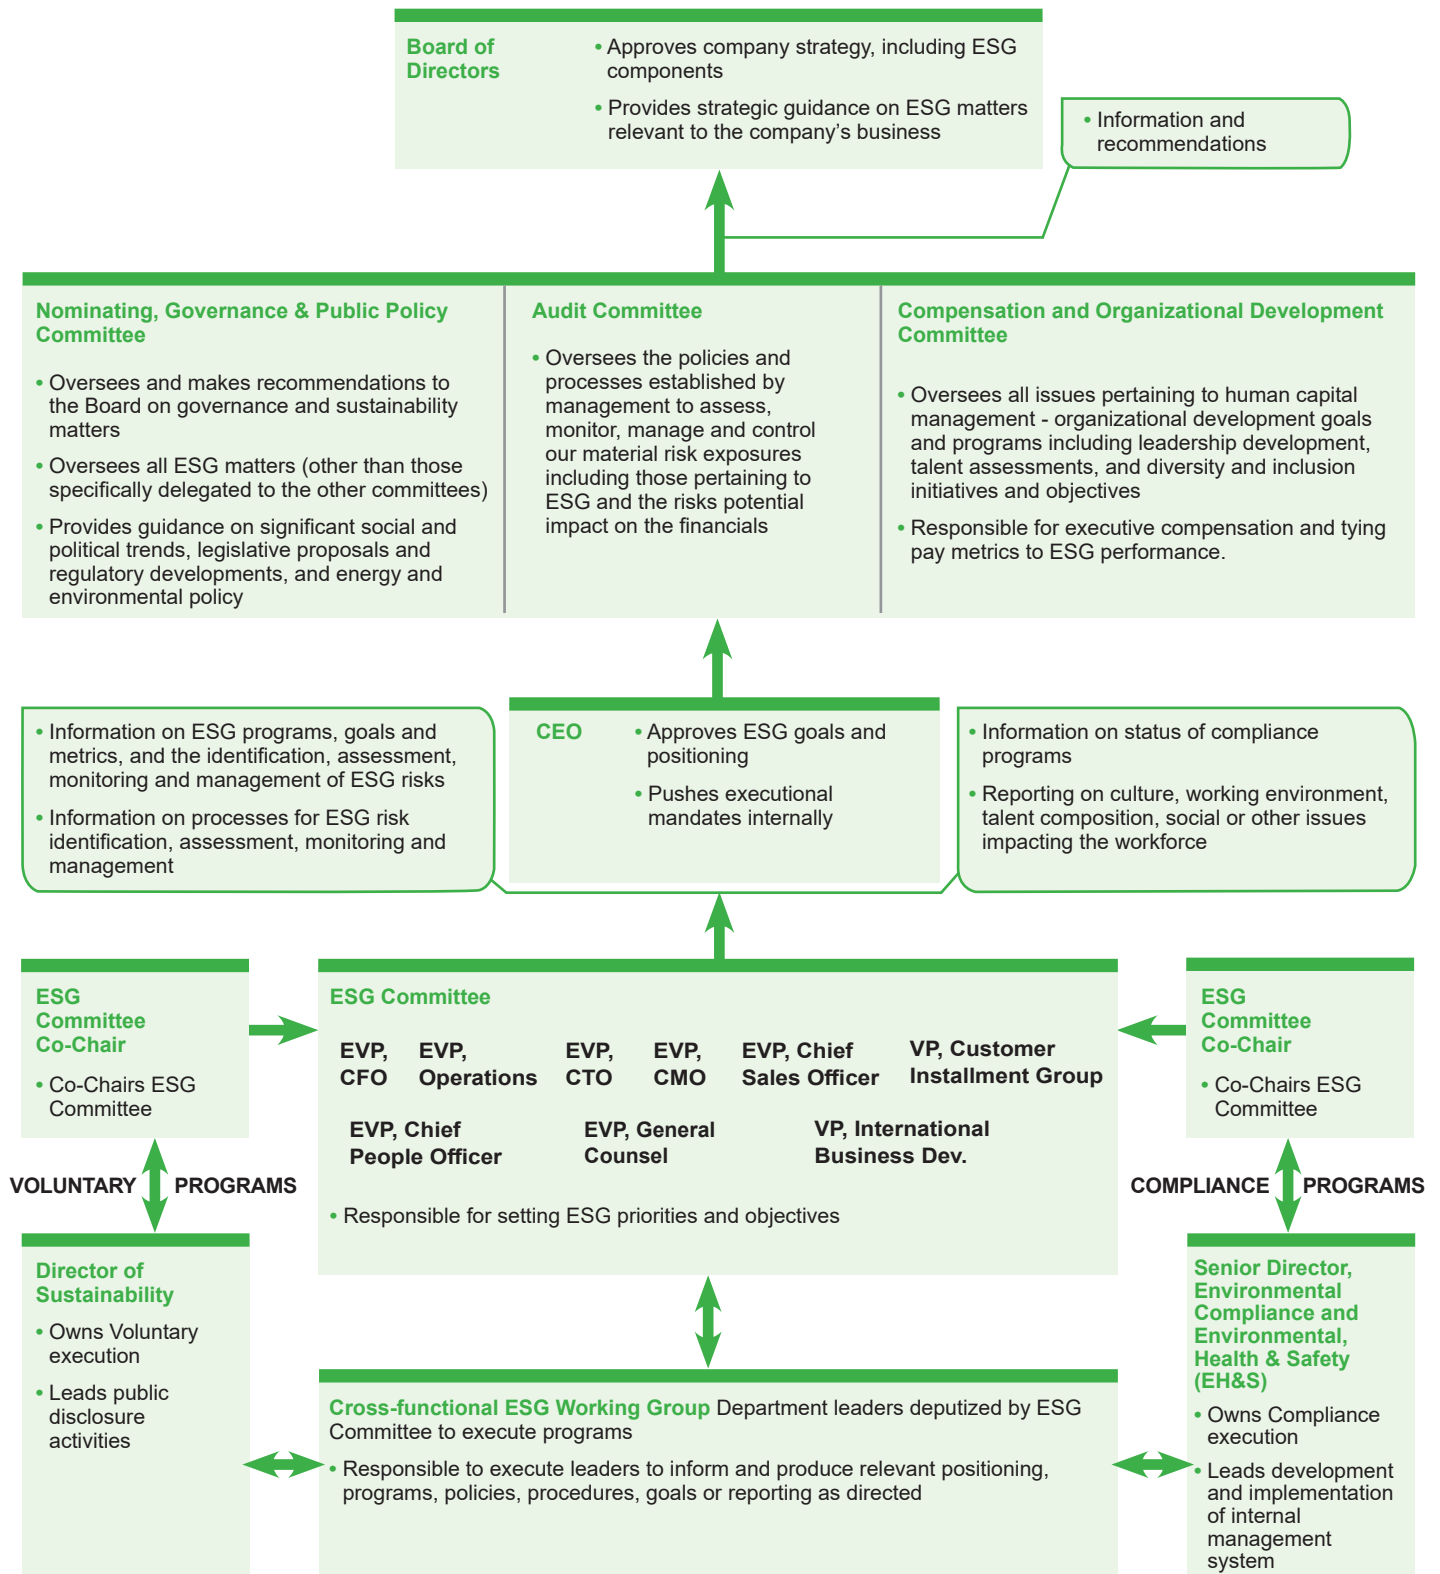 Board of
Directors
• Approves company strategy, including ESG
components
• Provides strategic guidance on ESG matters
relevant to the company’s business
• Information and
recommendations
Nominating, Governance & Public Policy
Committee
• Oversees and makes recommendations to
the Board on governance and sustainability
matters
• Oversees all ESG matters (other than those
specifically delegated to the other committees)
• Provides guidance on significant social and
political trends, legislative proposals and
regulatory developments, and energy and
environmental policy
Audit Committee
• Oversees the policies and
processes established by
management to assess,
monitor, manage and control
our material risk exposures
including those pertaining to
ESG and the risks potential
impact on the financials
Compensation and Organizational Development
Committee
• Oversees all issues pertaining to human capital
management - organizational development goals
and programs including leadership development,
talent assessments, and diversity and inclusion
initiatives and objectives
• Responsible for executive compensation and tying
pay metrics to ESG performance.
• Information on ESG programs, goals and
metrics, and the identification, assessment,
monitoring and management of ESG risks
• Information on processes for ESG risk
identification, assessment, monitoring and
management
CEO
• Approves ESG goals and
positioning
• Pushes executional
mandates internally
• Information on status of compliance
programs
• Reporting on culture, working environment,
talent composition, social or other issues
impacting the workforce
ESG
Committee
Co-Chair
• Co-Chairs ESG
Committee
ESG Committee
EVP,
CFO
EVP,
Operations
EVP,
CTO
EVP,
CMO
EVP, Chief
Sales Officer
VP, Customer
Installment Group
EVP, Chief
People Officer
EVP, General
Counsel
VP, International
Business Dev.
• Responsible for setting ESG priorities and objectives
ESG
Committee
Co-Chair
• Co-Chairs ESG
Committee
VOLUNTARY PROGRAMS
COMPLIANCE PROGRAMS
Director of
Sustainability
• Owns Voluntary
execution
• Leads public
disclosure
activities
Cross-functional ESG Working Group Department leaders deputized by ESG
Committee to execute programs
• Responsible to execute leaders to inform and produce relevant positioning,
programs, policies, procedures, goals or reporting as directed
Senior Director,
Environmental
Compliance and
Environmental,
Health & Safety
(EH&S)
• Owns Compliance
execution
• Leads development
and implementation
of internal
management
system